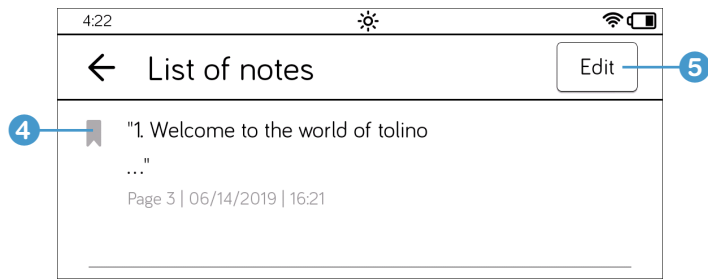 4:22
List of notes
Edit
5
4
"1. Welcome to the world of tolino
..."
Page 3 | 06/14/2019 | 16:21